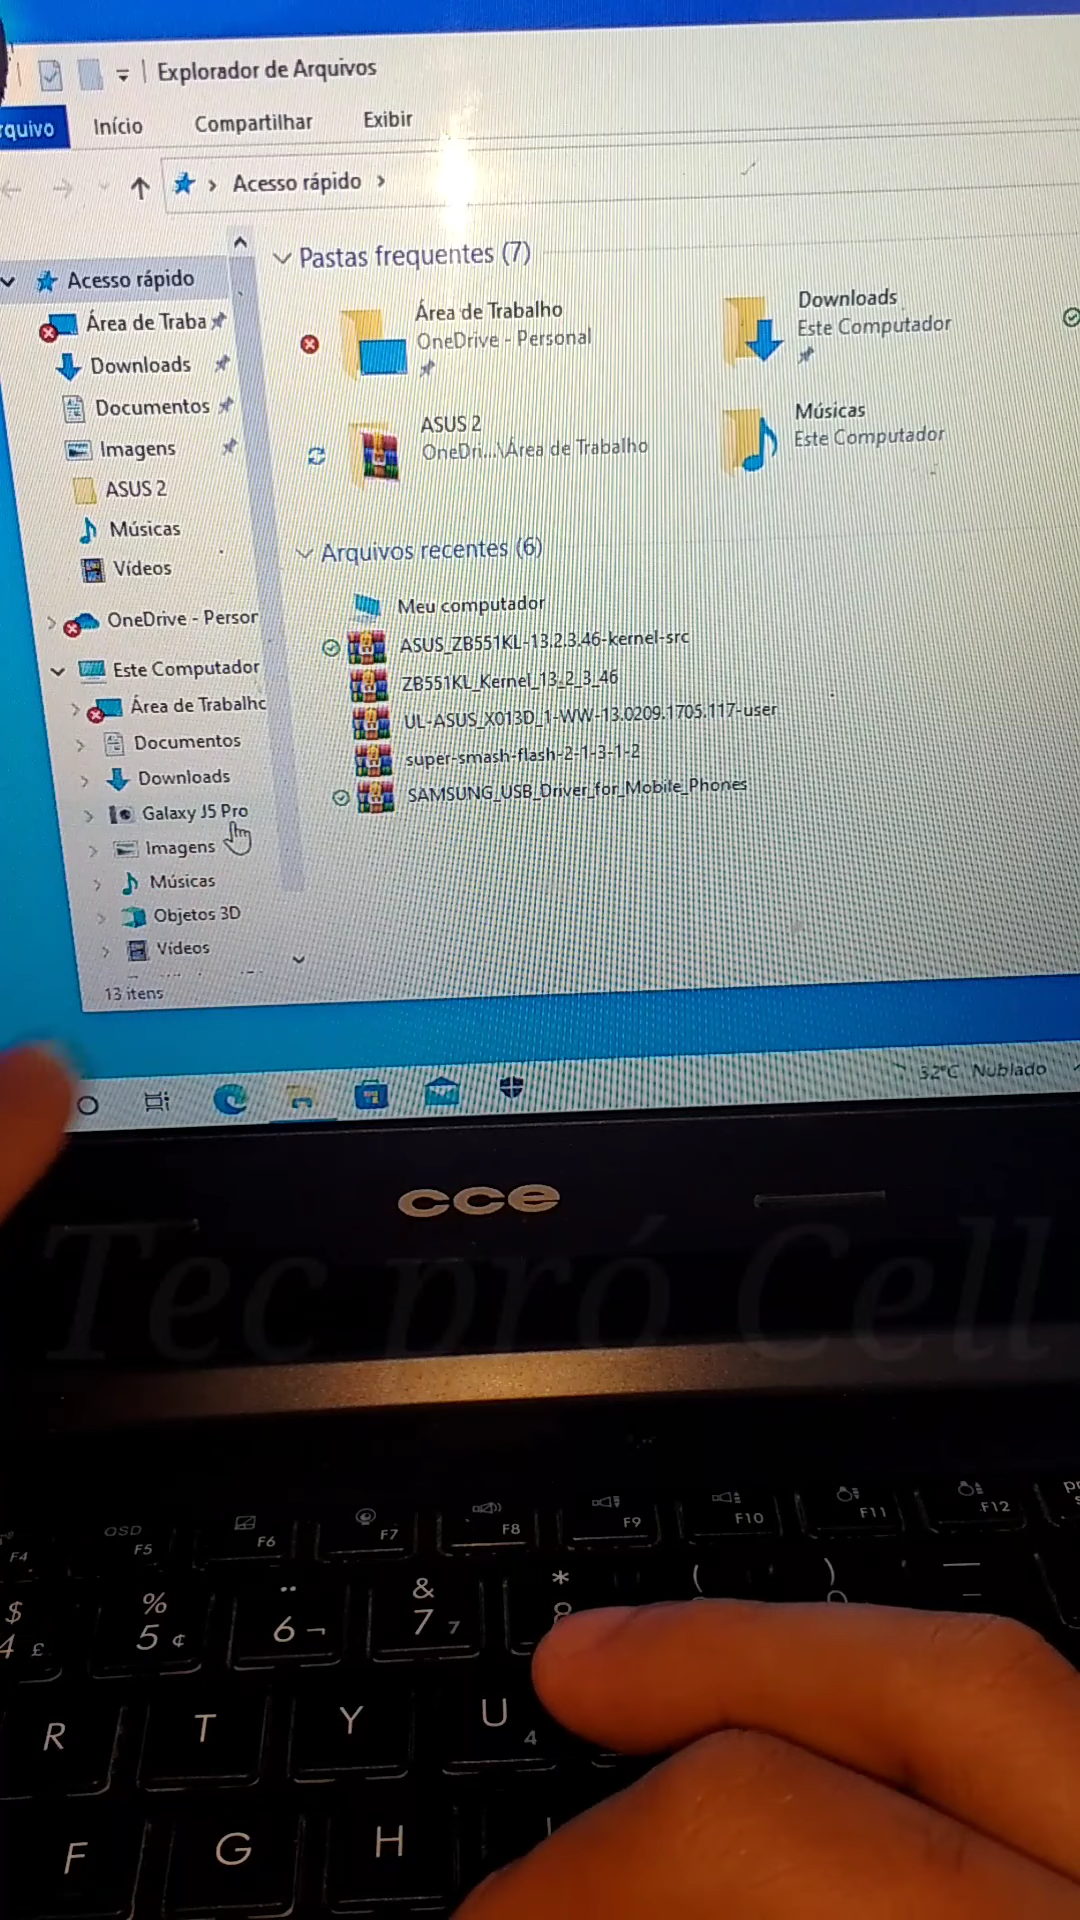 Explorador de Arquivos
rquivo Início Compartilhar Exibir
Acesso rápido
Acesso rápido
Área de Traba
Downloads
Documentos
Imagens
ASUS 2
Músicas
Vídeos
OneDrive - Person
Este Computador
Área de Trabalho
Documentos
Downloads
Galaxy J5 Pro
Imagens
Músicas
Objetos 3D
Vídeos
13 itens
Pastas frequentes (7)
Área de Trabalho
OneDrive - Personal
Downloads
Este Computador
ASUS 2
OneDri...\Área de Trabalho
Músicas
Este Computador
Arquivos recentes (6)
Meu computador
ASUS_ZB551KL-13.2.3.46-kernel-src
ZB551KL_Kernel_13_2_3_46
UL-ASUS_X013D_1-WW-13.0209.1705.117-user
super-smash-flash-2-1-3-1-2
SAMSUNG_USB_Driver_for_Mobile_Phones
32°C Nublado
cce
Tec pró Cell
F4 OSD F5 F6 F7 F8 F9 F10 F11 F12
$ % ¨ & * ( )
4 £ 5 ¢ 6 ¬ 7 7
R T Y U 4
F G H